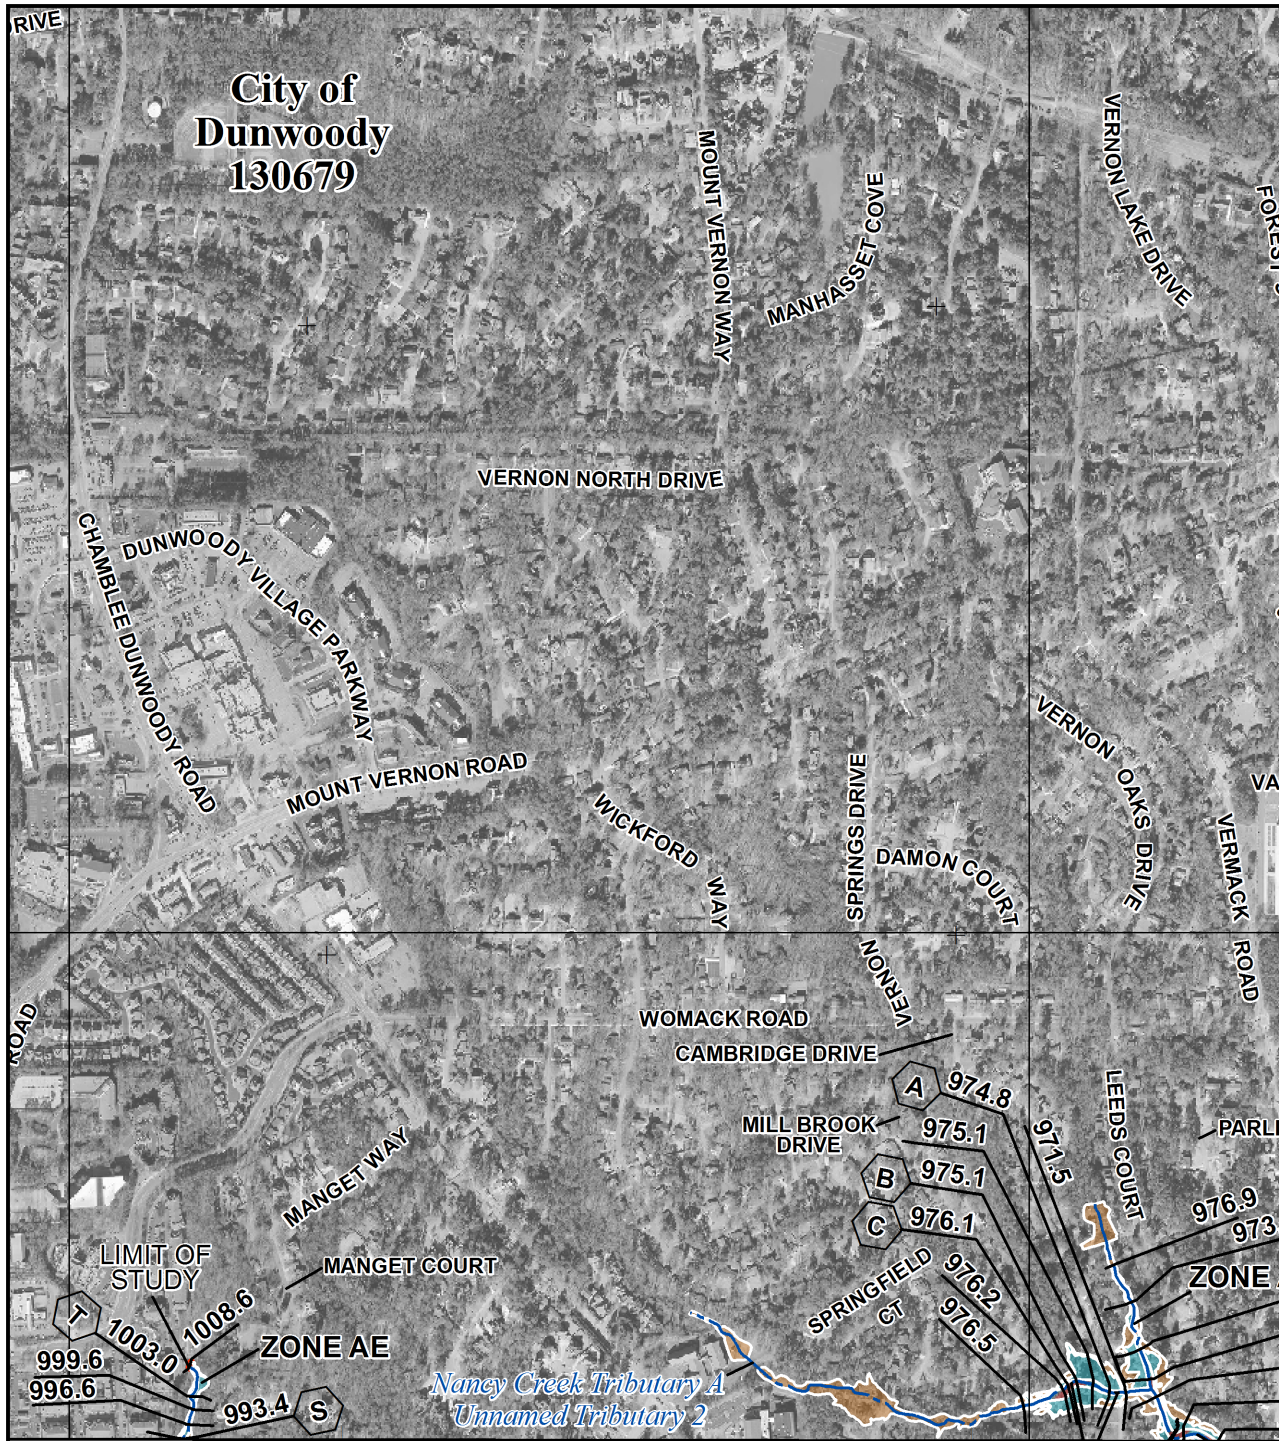 DRIVE
City of
Dunwoody
130679
MOUNT VERNON WAY
MANHASSET COVE
VERNON LAKE DRIVE
FOREST
VERNON NORTH DRIVE
CHAMBLEE DUNWOODY ROAD
DUNWOODY VILLAGE PARKWAY
MOUNT VERNON ROAD
WICKFORD
WAY
SPRINGS DRIVE
DAMON COURT
VERNON
OAKS DRIVE
VERMACK
VA
ROAD
VERNON
ROAD
WOMACK ROAD
CAMBRIDGE DRIVE
A
974.8
971.5
LEEDS COURT
MILL BROOK
DRIVE
975.1
PARLI
B
975.1
C
976.1
MANGET WAY
976.9
973
LIMIT OF
STUDY
MANGET COURT
SPRINGFIELD
CT
976.2
976.5
ZONE
T
1003.0
1008.6
ZONE AE
999.6
996.6
993.4
S
Nancy Creek Tributary A
Unnamed Tributary 2